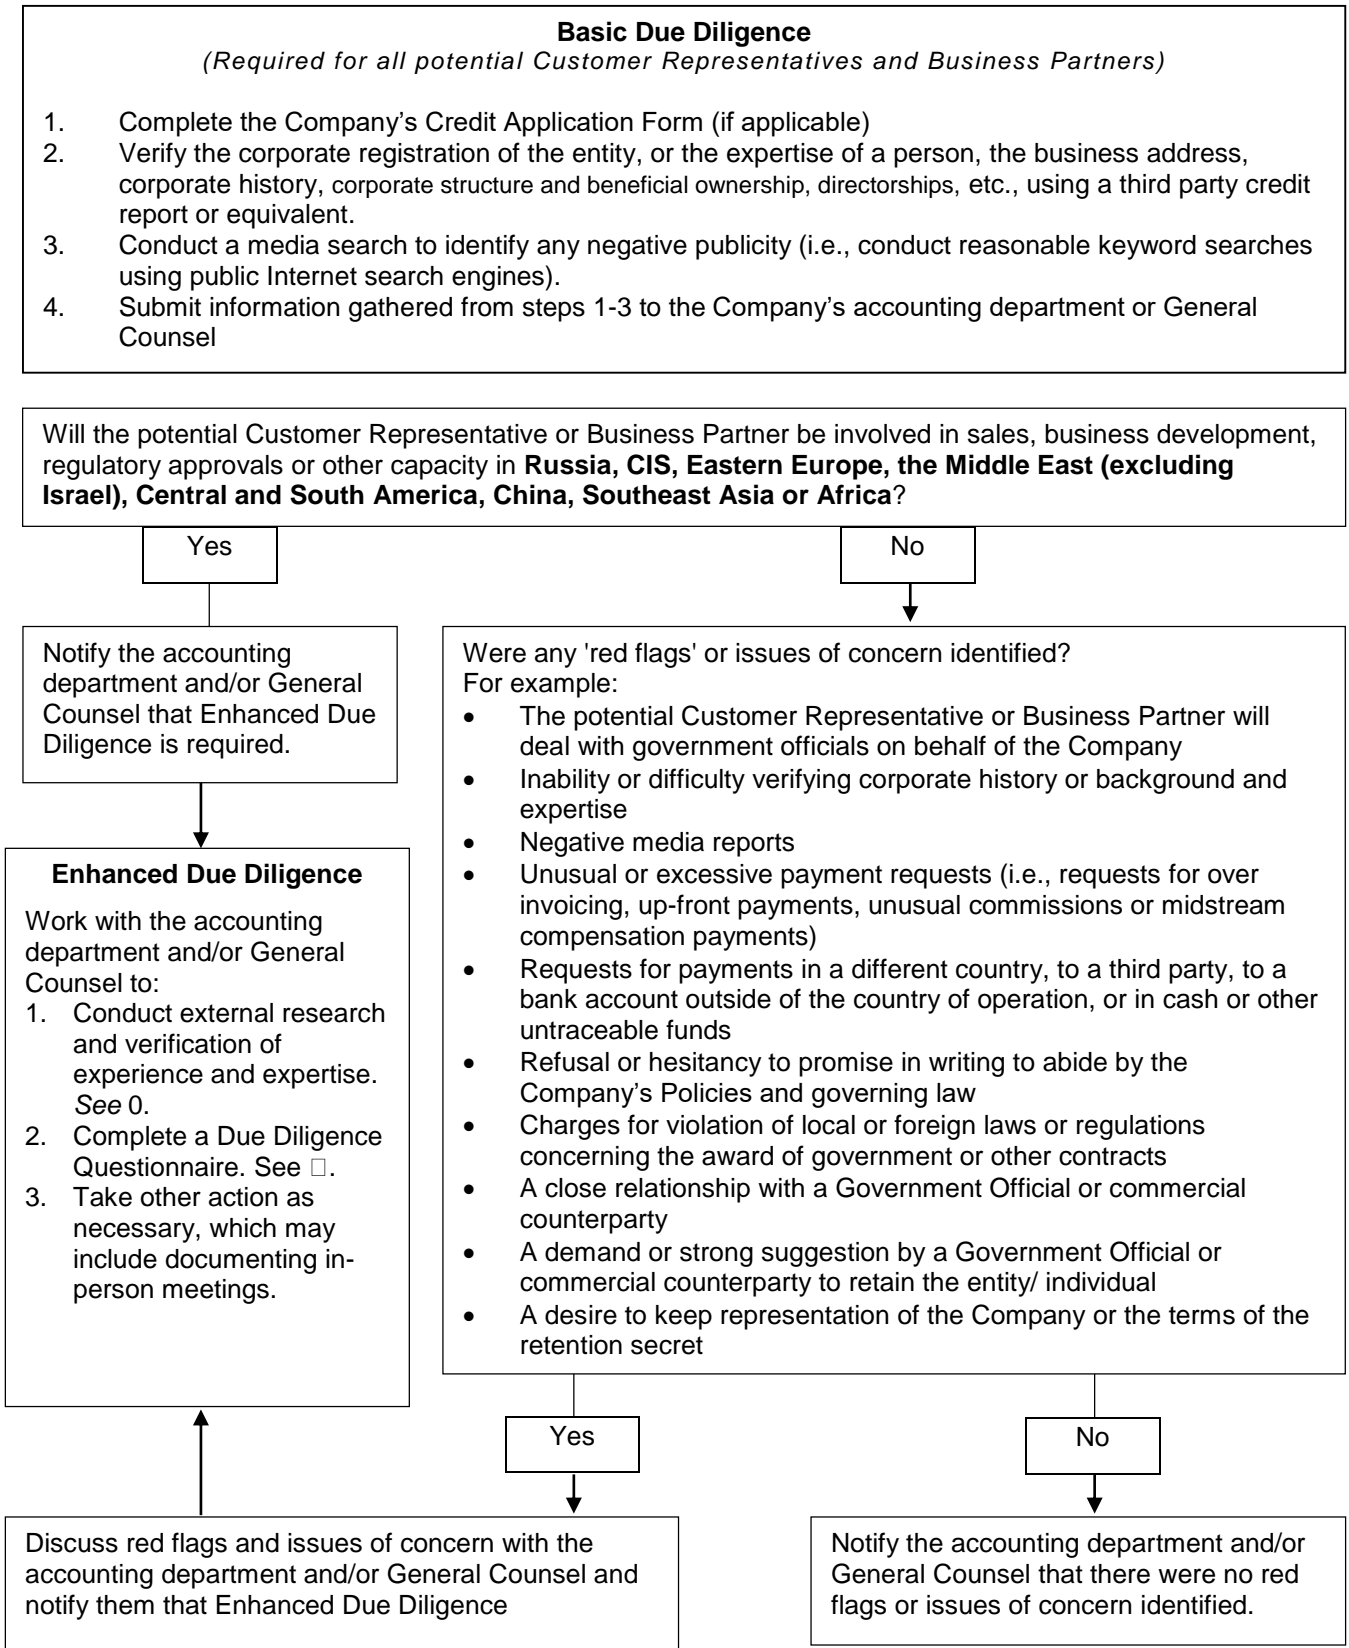 Basic Due Diligence
(Required for all potential Customer Representatives and Business Partners)
1. Complete the Company’s Credit Application Form (if applicable)
2. Verify the corporate registration of the entity, or the expertise of a person, the business address,
corporate history, corporate structure and beneficial ownership, directorships, etc., using a third party credit
report or equivalent.
3. Conduct a media search to identify any negative publicity (i.e., conduct reasonable keyword searches
using public Internet search engines).
4. Submit information gathered from steps 1-3 to the Company’s accounting department or General
Counsel
Will the potential Customer Representative or Business Partner be involved in sales, business development,
regulatory approvals or other capacity in Russia, CIS, Eastern Europe, the Middle East (excluding
Israel), Central and South America, China, Southeast Asia or Africa?
Yes
No
Notify the accounting
department and/or General
Counsel that Enhanced Due
Diligence is required.
Enhanced Due Diligence
Work with the accounting
department and/or General
Counsel to:
1. Conduct external research
and verification of
experience and expertise.
See 0.
2. Complete a Due Diligence
Questionnaire. See □.
3. Take other action as
necessary, which may
include documenting in-
person meetings.
Were any 'red flags' or issues of concern identified?
For example:
• The potential Customer Representative or Business Partner will
deal with government officials on behalf of the Company
• Inability or difficulty verifying corporate history or background and
expertise
• Negative media reports
• Unusual or excessive payment requests (i.e., requests for over
invoicing, up-front payments, unusual commissions or midstream
compensation payments)
• Requests for payments in a different country, to a third party, to a
bank account outside of the country of operation, or in cash or other
untraceable funds
• Refusal or hesitancy to promise in writing to abide by the
Company’s Policies and governing law
• Charges for violation of local or foreign laws or regulations
concerning the award of government or other contracts
• A close relationship with a Government Official or commercial
counterparty
• A demand or strong suggestion by a Government Official or
commercial counterparty to retain the entity/ individual
• A desire to keep representation of the Company or the terms of the
retention secret
Yes
No
Discuss red flags and issues of concern with the
accounting department and/or General Counsel and
notify them that Enhanced Due Diligence
Notify the accounting department and/or
General Counsel that there were no red
flags or issues of concern identified.